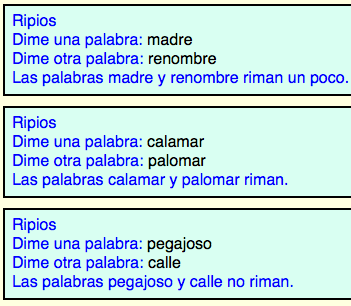 Ripios
Dime una palabra: madre
Dime otra palabra: renombre
Las palabras madre y renombre riman un poco.
Ripios
Dime una palabra: calamar
Dime otra palabra: palomar
Las palabras calamar y palomar riman.
Ripios
Dime una palabra: pegajoso
Dime otra palabra: calle
Las palabras pegajoso y calle no riman.